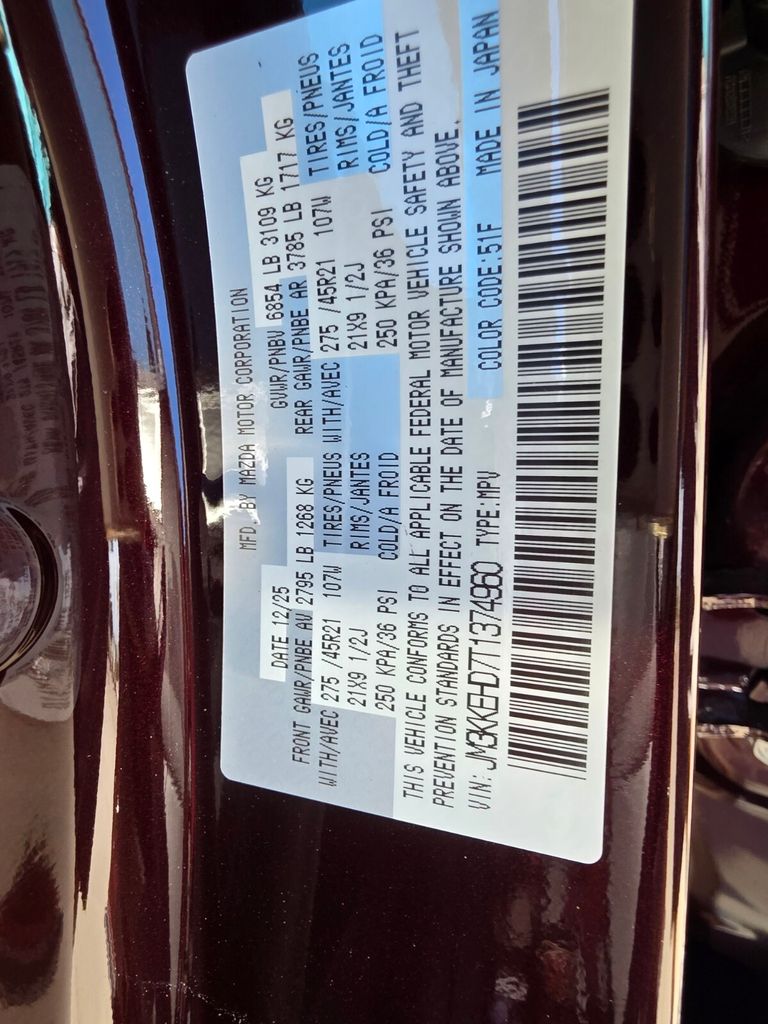 MFD. BY MAZDA MOTOR CORPORATION
DATE 12/25 GVWR/PNBV 6854 LB 3109 KG
FRONT GAWR/PNBE AV 2795 LB 1268 KG REAR GAWR/PNBE AR 3785 LB 1717 KG
WITH/AVEC 275 /45R21 107W TIRES/PNEUS WITH/AVEC 275 /45R21 107W TIRES/PNEUS
21X9 1/2J RIMS/JANTES 21X9 1/2J RIMS/JANTES
250 KPA/36 PSI COLD/A FROID 250 KPA/36 PSI COLD/A FROID
THIS VEHICLE CONFORMS TO ALL APPLICABLE FEDERAL MOTOR VEHICLE SAFETY AND THEFT
PREVENTION STANDARDS IN EFFECT ON THE DATE OF MANUFACTURE SHOWN ABOVE.
VIN: JM3KKEHD7T1374960 TYPE:MPV COLOR CODE:51F MADE IN JAPAN